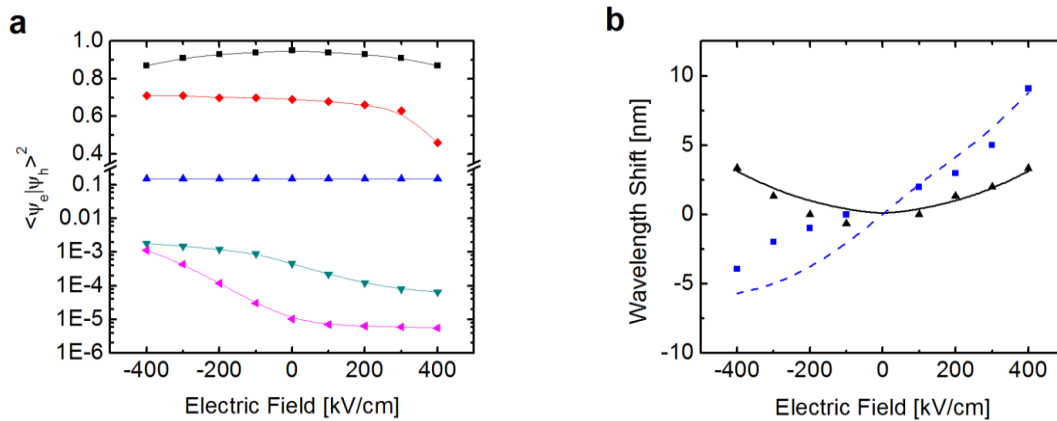 a
<ψe|ψh>²
1.0
0.8
0.6
0.4
0.1
0.01
1E-3
1E-4
1E-5
1E-6
-400 -200 0 200 400
Electric Field [kV/cm]
b
Wavelength Shift [nm]
10
5
0
-5
-10
-400 -200 0 200 400
Electric Field [kV/cm]